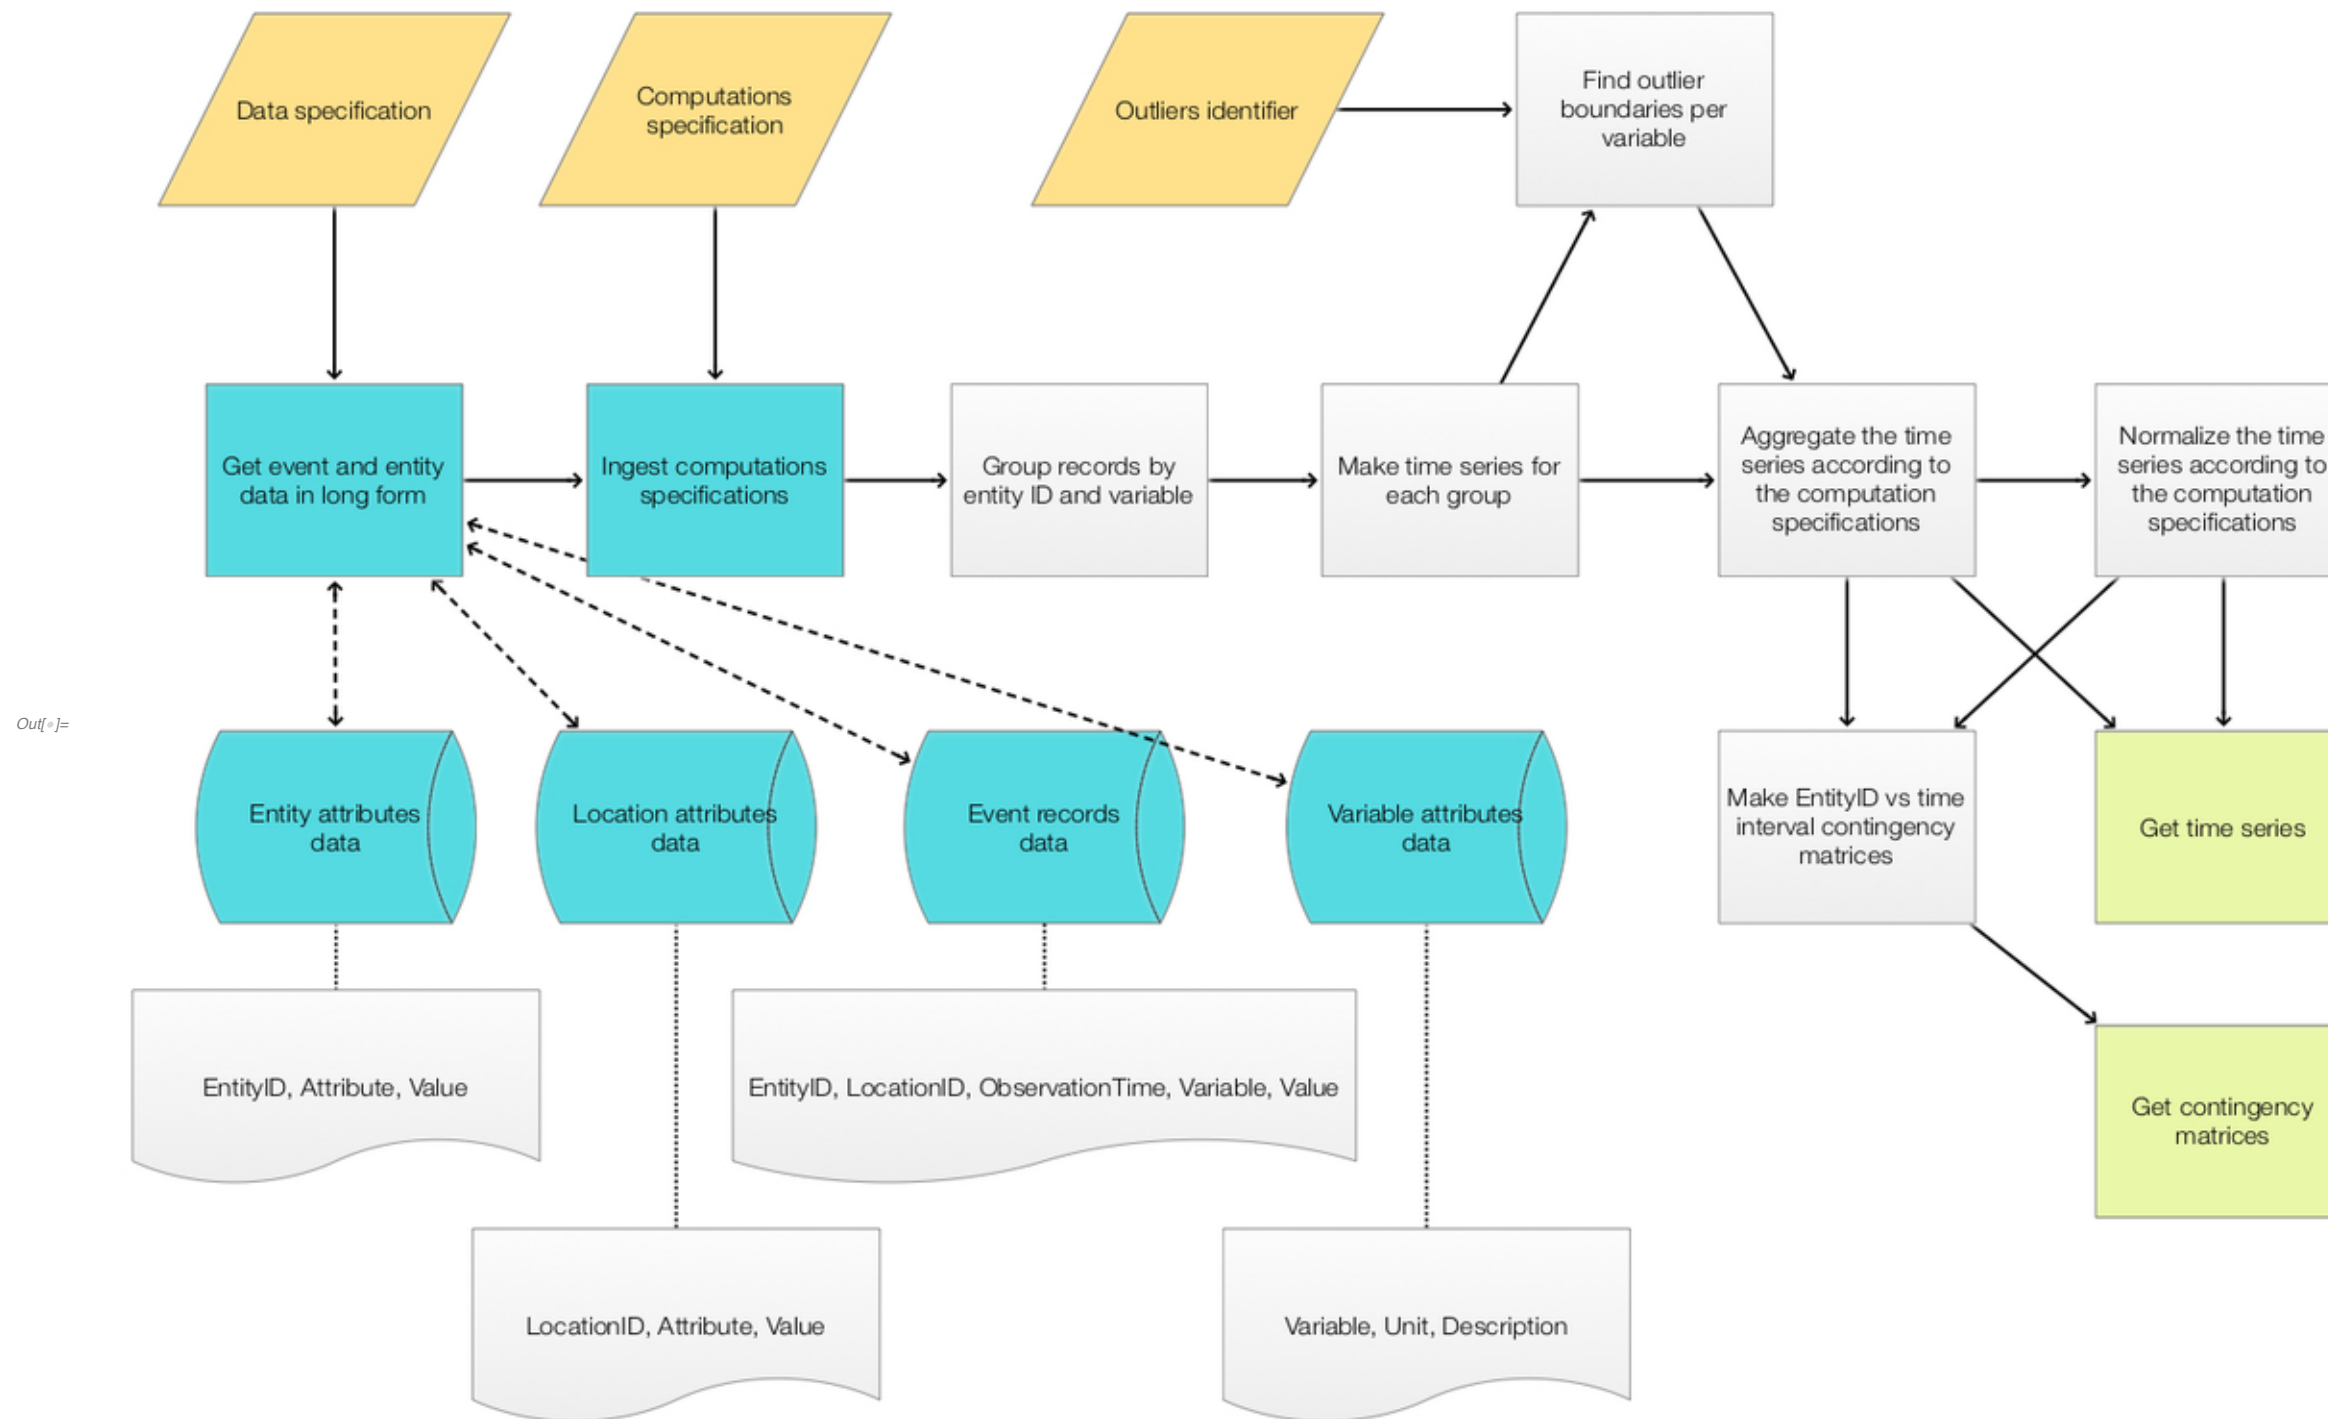 Data specification
Computations
specification
Outliers identifier
Find outlier
boundaries per
variable
Get event and entity
data in long form
Ingest computations
specifications
Group records by
entity ID and variable
Make time series for
each group
Aggregate the time
series according to
the computation
specifications
Normalize the time
series according to
the computation
specifications
Out[•]=
Entity attributes
data
Location attributes
data
Event records
data
Variable attributes
data
Make EntityID vs time
interval contingency
matrices
Get time series
EntityID, Attribute, Value
EntityID, LocationID, ObservationTime, Variable, Value
Get contingency
matrices
LocationID, Attribute, Value
Variable, Unit, Description